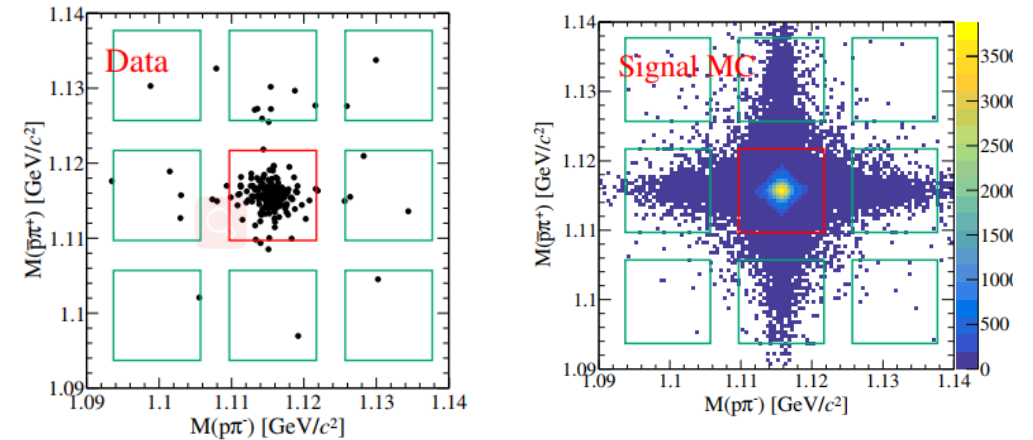 Data
1.14
1.13
1.12
1.11
1.1
1.09
M(p̄π⁺) [GeV/c²]
1.09 1.1 1.11 1.12 1.13 1.14
M(pπ⁻) [GeV/c²]
Signal MC
1.14
1.13
1.12
1.11
1.1
1.09
M(p̄π⁺) [GeV/c²]
1.09 1.1 1.11 1.12 1.13 1.14
M(pπ⁻) [GeV/c²]
3500
3000
2500
2000
1500
1000
500
0